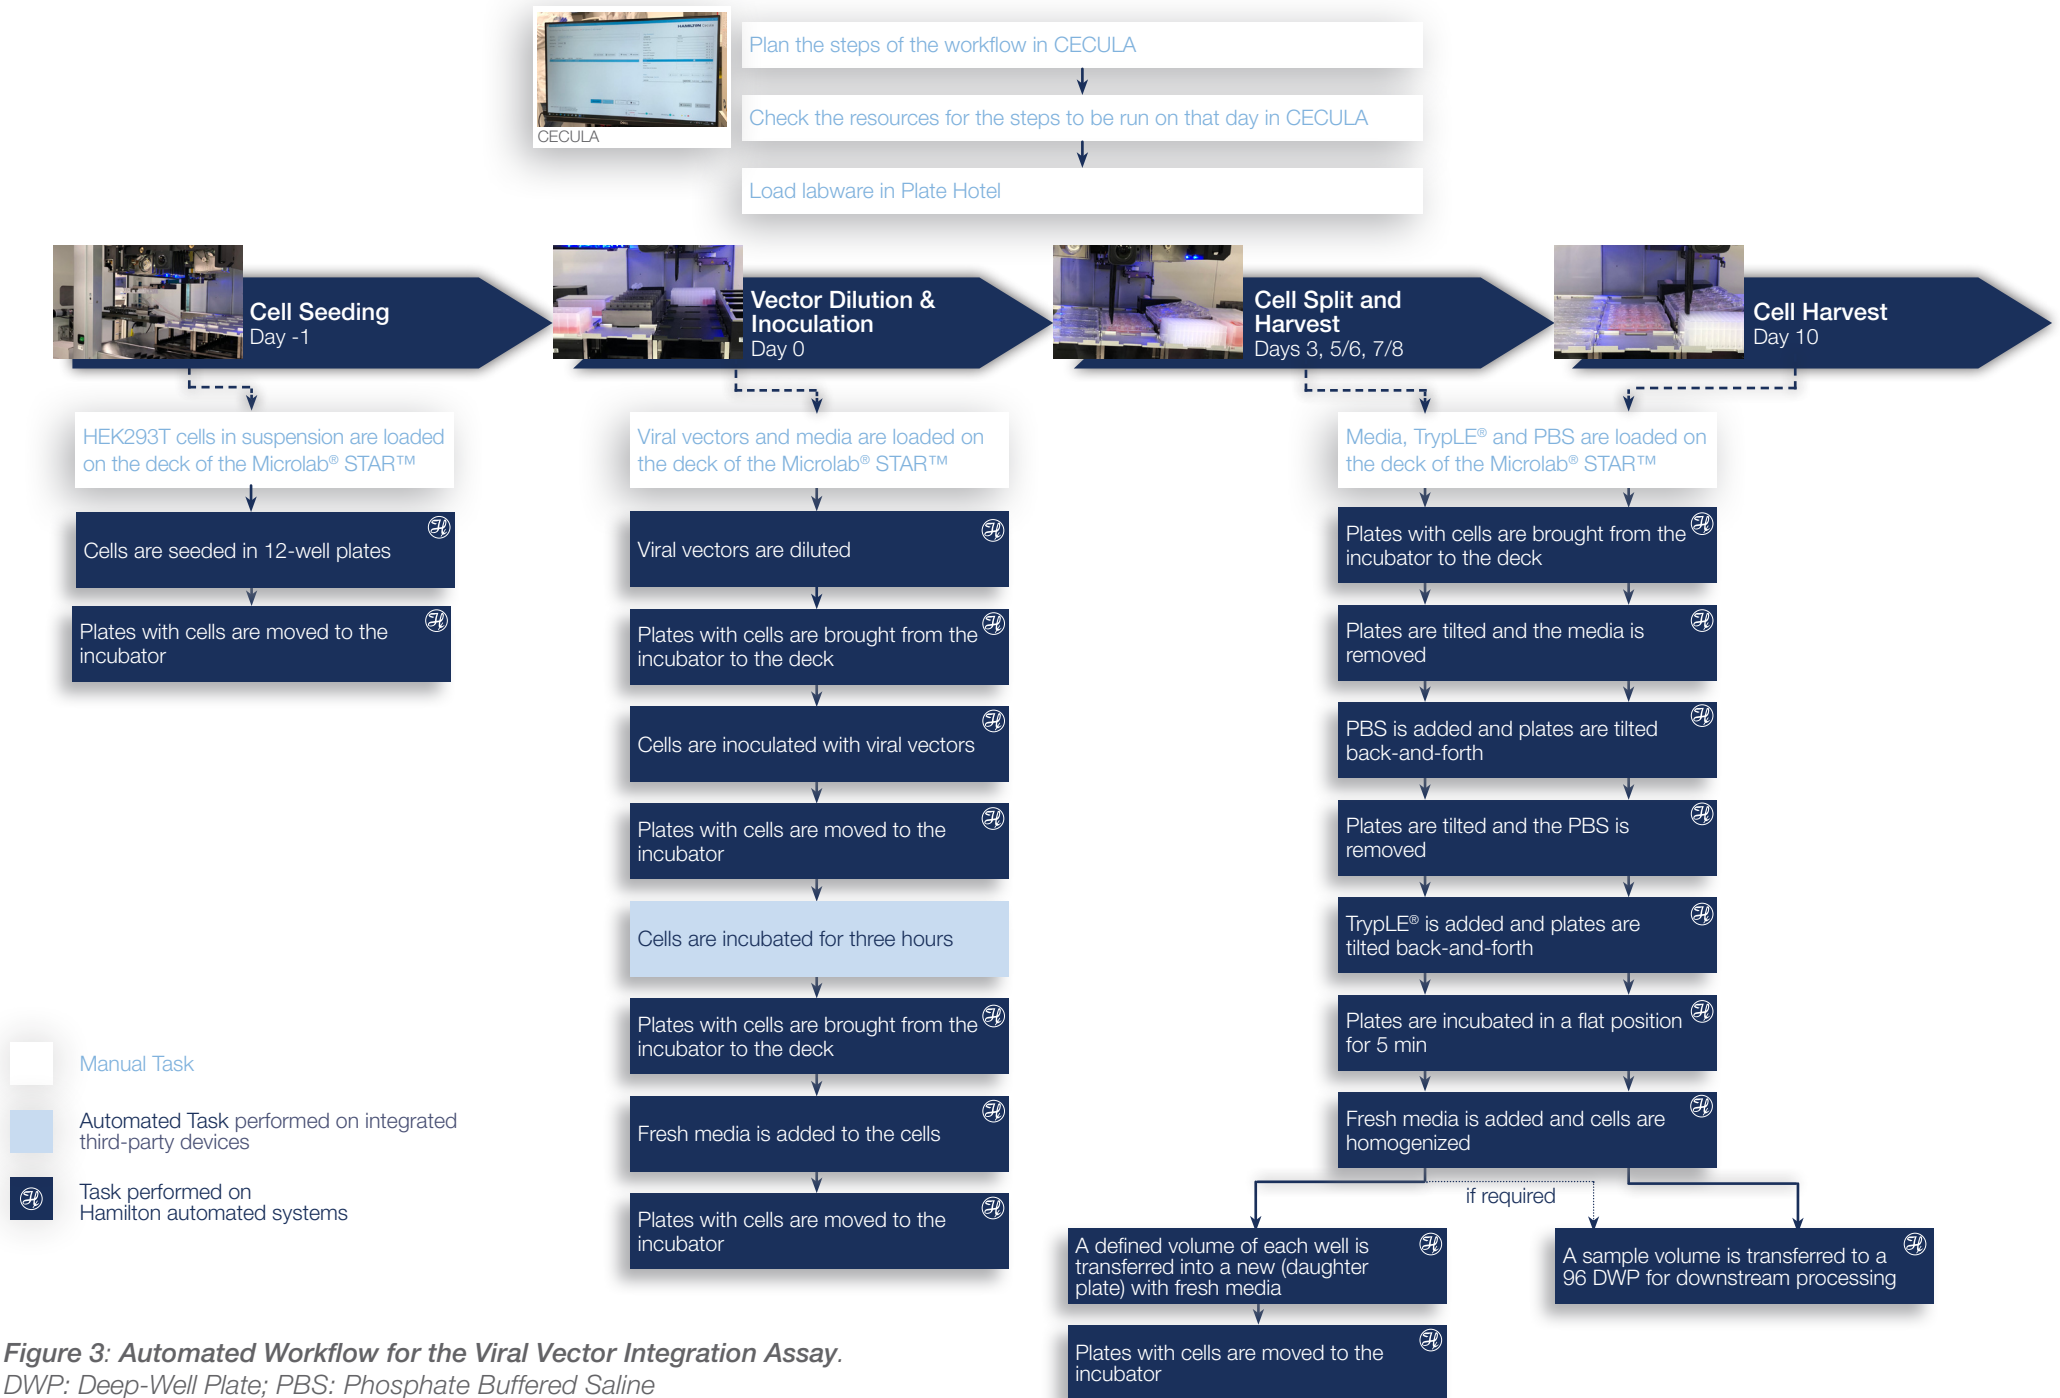 CECULA
Plan the steps of the workflow in CECULA
Check the resources for the steps to be run on that day in CECULA
Load labware in Plate Hotel
Cell Seeding
Day -1
Vector Dilution &
Inoculation
Day 0
Cell Split and
Harvest
Days 3, 5/6, 7/8
Cell Harvest
Day 10
HEK293T cells in suspension are loaded
on the deck of the Microlab® STAR™
Cells are seeded in 12-well plates
Plates with cells are moved to the
incubator
Viral vectors and media are loaded on
the deck of the Microlab® STAR™
Viral vectors are diluted
Plates with cells are brought from the
incubator to the deck
Cells are inoculated with viral vectors
Plates with cells are moved to the
incubator
Cells are incubated for three hours
Plates with cells are brought from the
incubator to the deck
Fresh media is added to the cells
Plates with cells are moved to the
incubator
Media, TrypLE® and PBS are loaded on
the deck of the Microlab® STAR™
Plates with cells are brought from the
incubator to the deck
Plates are tilted and the media is
removed
PBS is added and plates are tilted
back-and-forth
Plates are tilted and the PBS is
removed
TrypLE® is added and plates are
tilted back-and-forth
Plates are incubated in a flat position
for 5 min
Fresh media is added and cells are
homogenized
if required
A defined volume of each well is
transferred into a new (daughter
plate) with fresh media
Plates with cells are moved to the
incubator
A sample volume is transferred to a
96 DWP for downstream processing
Manual Task
Automated Task performed on integrated
third-party devices
Task performed on
Hamilton automated systems
Figure 3: Automated Workflow for the Viral Vector Integration Assay.
DWP: Deep-Well Plate; PBS: Phosphate Buffered Saline